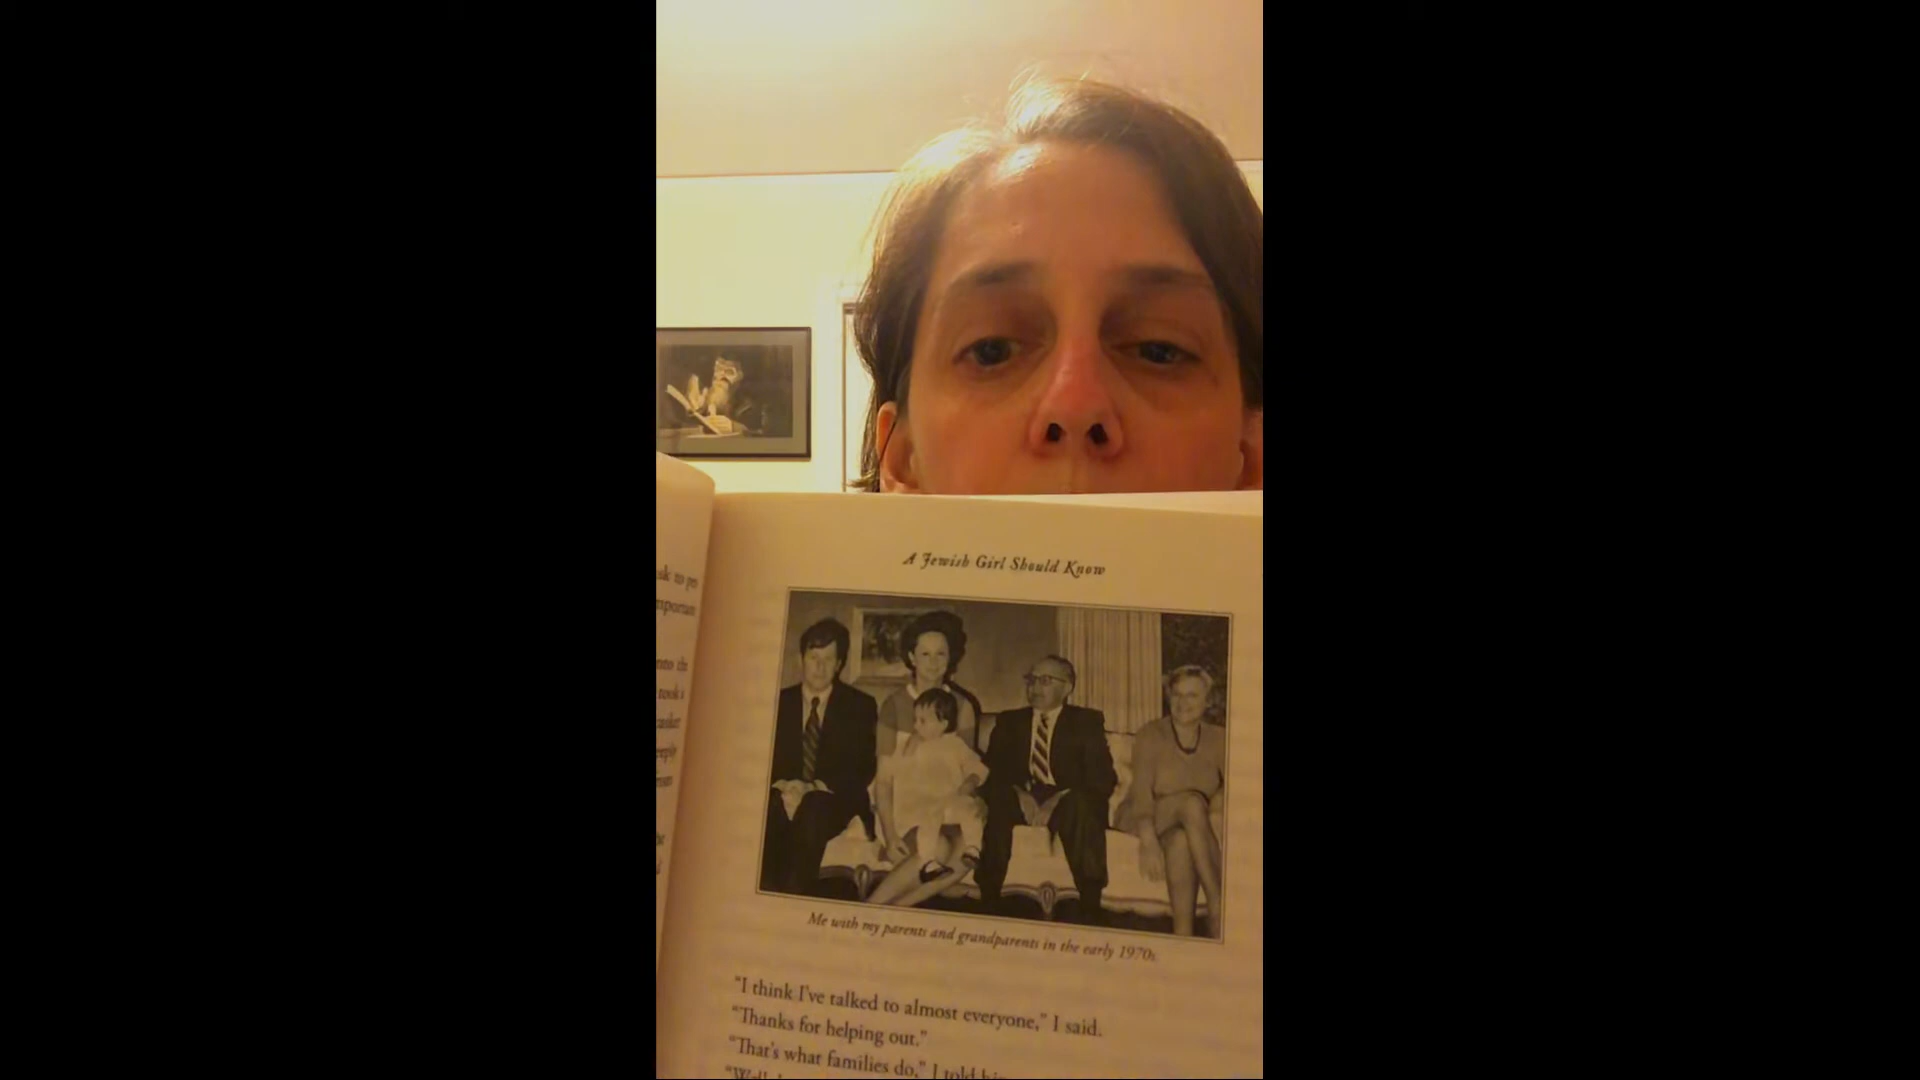 A Jewish Girl Should Know
Me with my parents and grandparents in the early 1970s.
"I think I've talked to almost everyone," I said.
"Thanks for helping out."
"That's what families do," I told